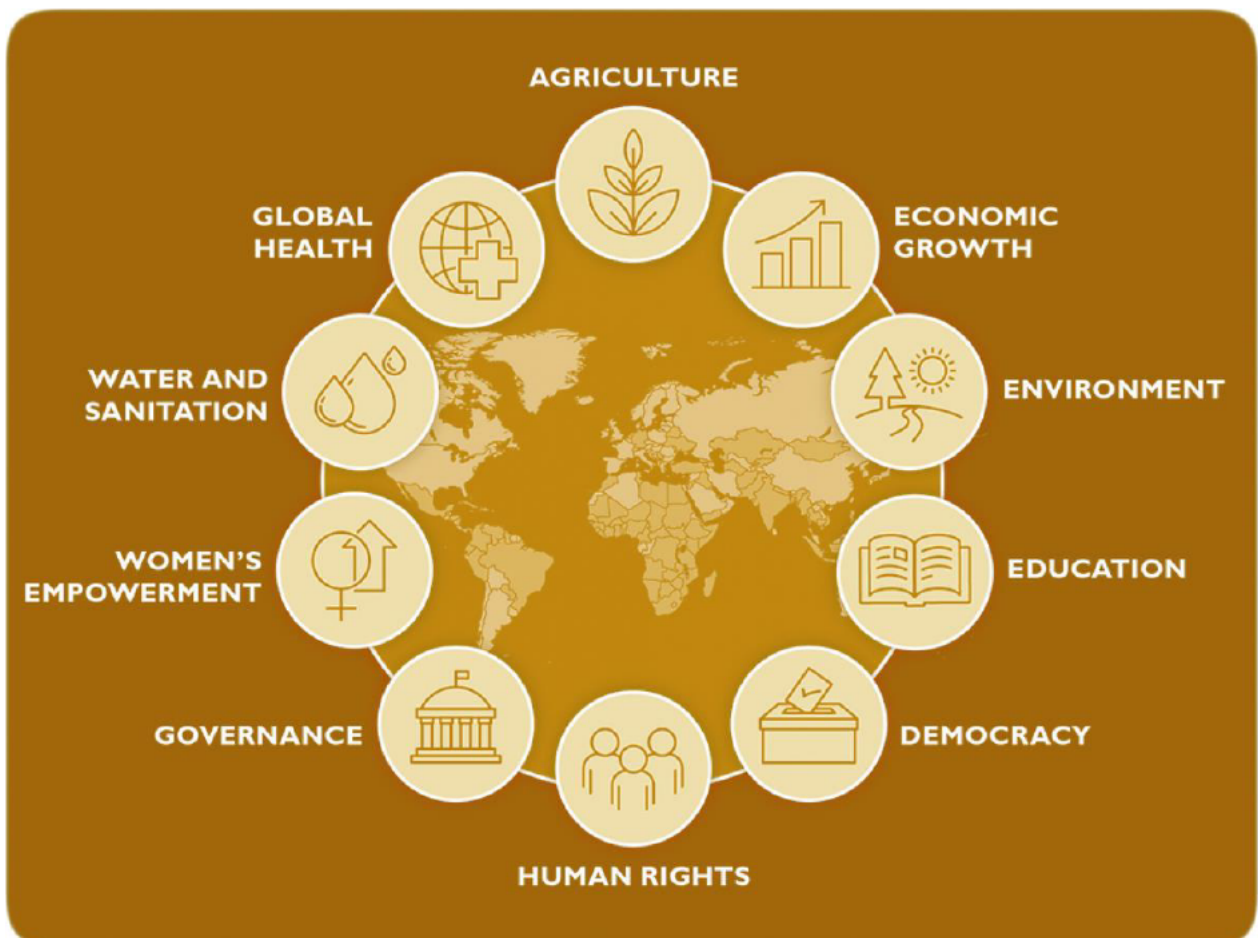 AGRICULTURE
GLOBAL
HEALTH
ECONOMIC
GROWTH
WATER AND
SANITATION
ENVIRONMENT
WOMEN’S
EMPOWERMENT
EDUCATION
GOVERNANCE
DEMOCRACY
HUMAN RIGHTS